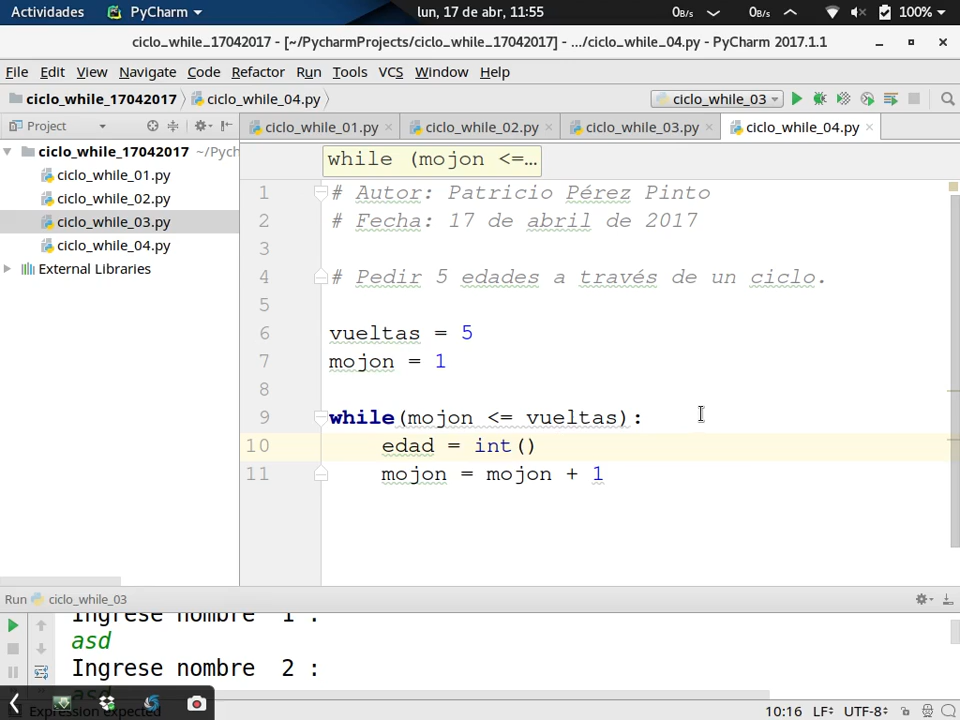 Actividades PyCharm lun, 17 de abr, 11:55 0B/s 0B/s 100%
ciclo_while_17042017 - [~/PycharmProjects/ciclo_while_17042017] - .../ciclo_while_04.py - PyCharm 2017.1.1
File Edit View Navigate Code Refactor Run Tools VCS Window Help
ciclo_while_17042017 ciclo_while_04.py ciclo_while_03
Project ciclo_while_01.py ciclo_while_02.py ciclo_while_03.py ciclo_while_04.py
ciclo_while_17042017 ~/Pych
ciclo_while_01.py
ciclo_while_02.py
ciclo_while_03.py
ciclo_while_04.py
External Libraries
while (mojon <=...
1 # Autor: Patricio Pérez Pinto
2 # Fecha: 17 de abril de 2017
3
4 # Pedir 5 edades a través de un ciclo.
5
6 vueltas = 5
7 mojon = 1
8
9 while(mojon <= vueltas):
10 edad = int()
11 mojon = mojon + 1
Run ciclo_while_03
Ingrese nombre 1 :
asd
Ingrese nombre 2 :
asd
Expression expected 10:16 LF UTF-8